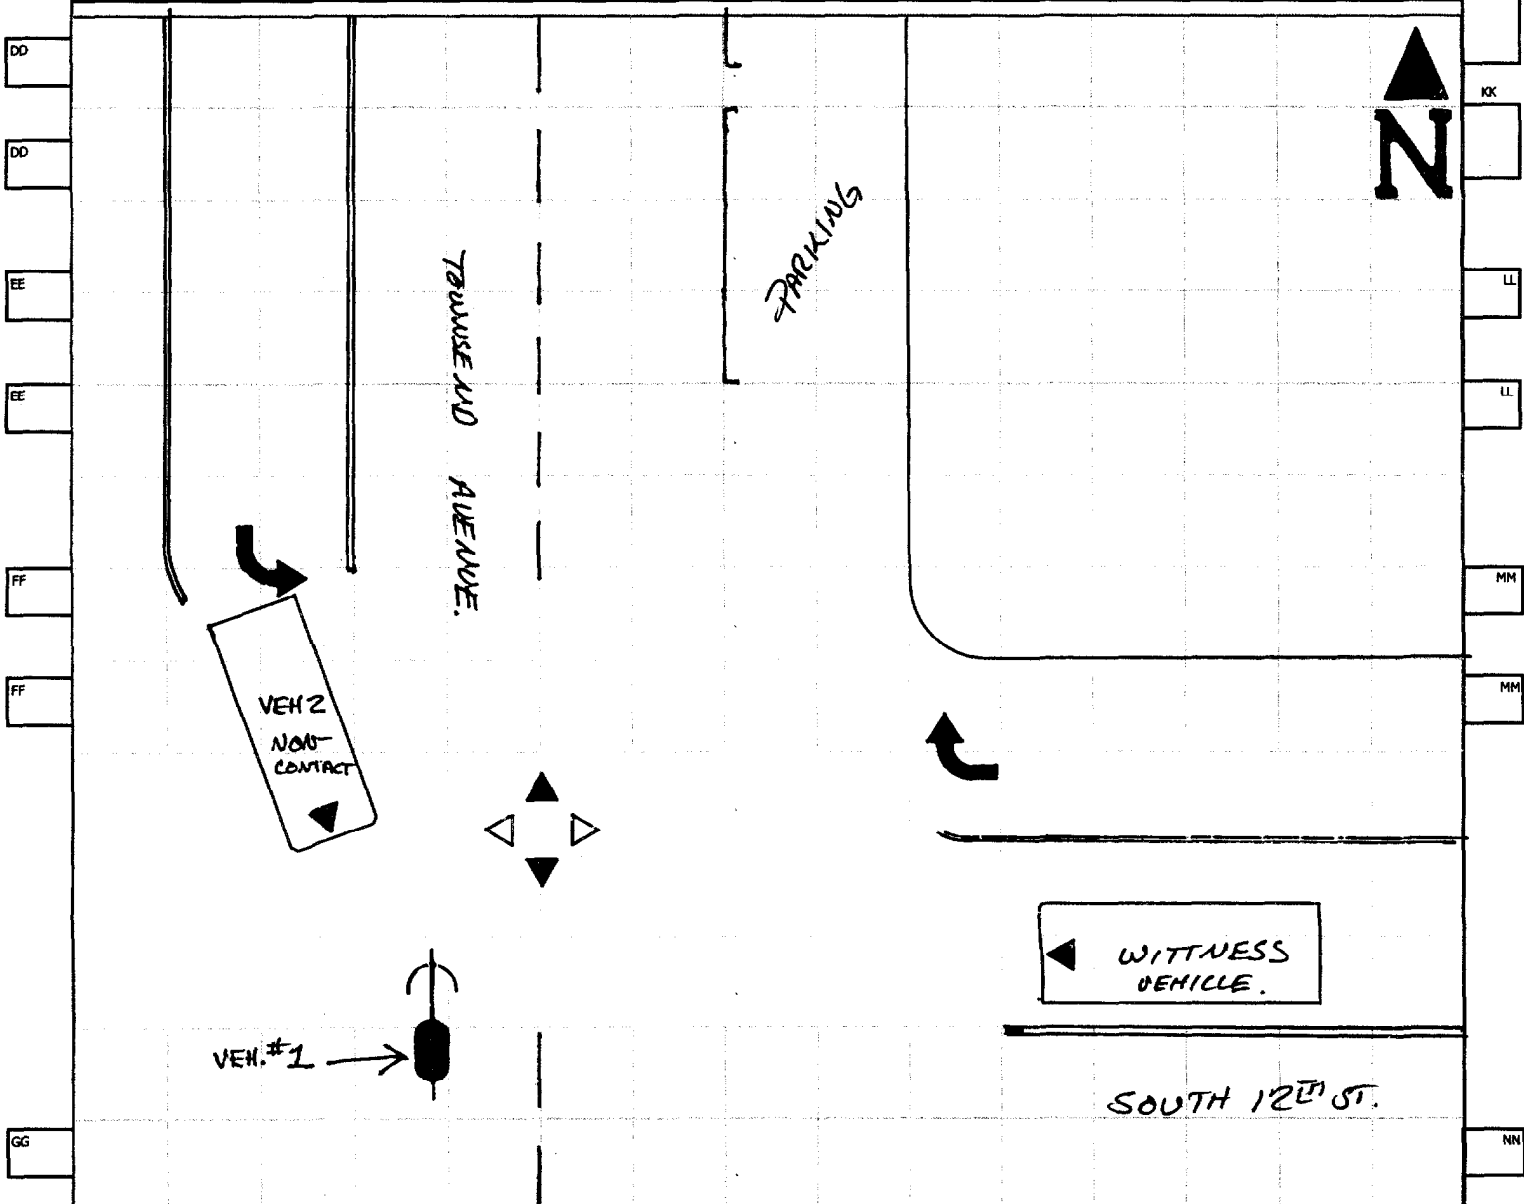 DD
KK
N
DD
PARKING
EE
LL
TOWNSEND AVENUE.
EE
LL
FF
MM
FF
MM
VEH 2
NON-
CONTACT
WITTNESS
VEHICLE.
VEH.#1
SOUTH 12TH ST.
GG
NN